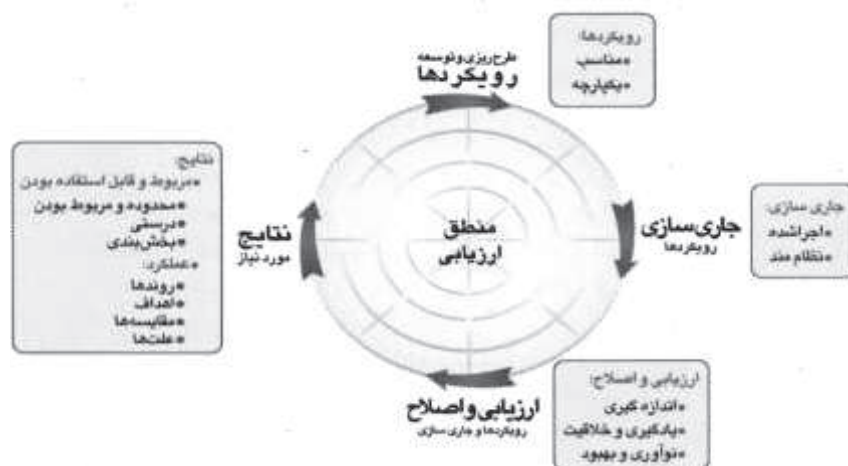 طرح‌ریزی و توسعه
رویکردها
رویکردها:
●مناسب
●یکپارچه
جاری‌سازی
رویکردها
جاری سازی:
●اجرا شده
●نظام مند
ارزیابی و اصلاح
رویکردها و جاری سازی
ارزیابی و اصلاح:
●اندازه گیری
●یادگیری و خلاقیت
●نوآوری و بهبود
نتایج
مورد نیاز
نتایج:
●مربوط و قابل استفاده بودن
●محدوده و مربوط بودن
●درستی
●بخش‌بندی
●عملکرد:
●روندها
●اهداف
●مقایسه‌ها
●علت‌ها
منطق
ارزیابی